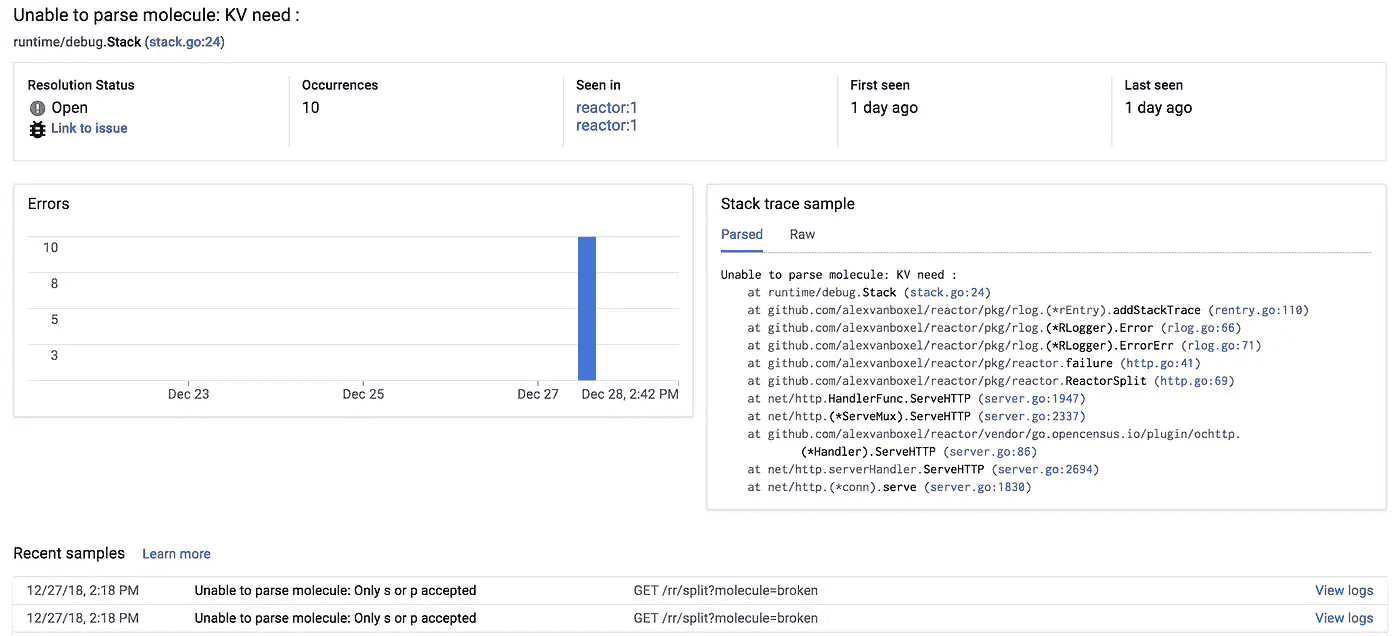 Unable to parse molecule: KV need :
runtime/debug.Stack (stack.go:24)
Resolution Status
Open
Link to issue
Occurrences
10
Seen in
reactor:1
reactor:1
First seen
1 day ago
Last seen
1 day ago
Errors
10
8
5
3
Dec 23 Dec 25 Dec 27 Dec 28, 2:42 PM
Stack trace sample
Parsed Raw
Unable to parse molecule: KV need :
at runtime/debug.Stack (stack.go:24)
at github.com/alexvanboxel/reactor/pkg/rlog.(*rEntry).addStackTrace (rentry.go:110)
at github.com/alexvanboxel/reactor/pkg/rlog.(*RLogger).Error (rlog.go:66)
at github.com/alexvanboxel/reactor/pkg/rlog.(*RLogger).ErrorErr (rlog.go:71)
at github.com/alexvanboxel/reactor/pkg/reactor.failure (http.go:41)
at github.com/alexvanboxel/reactor/pkg/reactor.ReactorSplit (http.go:69)
at net/http.HandlerFunc.ServeHTTP (server.go:1947)
at net/http.(*ServeMux).ServeHTTP (server.go:2337)
at github.com/alexvanboxel/reactor/vendor/go.opencensus.io/plugin/ochttp.
(*Handler).ServeHTTP (server.go:86)
at net/http.serverHandler.ServeHTTP (server.go:2694)
at net/http.(*conn).serve (server.go:1830)
Recent samples Learn more
12/27/18, 2:18 PM Unable to parse molecule: Only s or p accepted GET /rr/split?molecule=broken View logs
12/27/18, 2:18 PM Unable to parse molecule: Only s or p accepted GET /rr/split?molecule=broken View logs